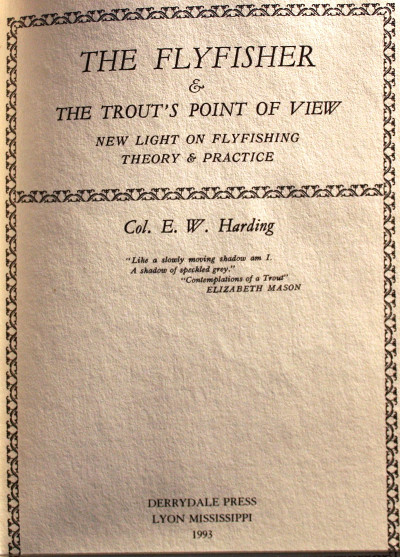 THE FLYFISHER
&
THE TROUT'S POINT OF VIEW
NEW LIGHT ON FLYFISHING
THEORY & PRACTICE
Col. E. W. Harding
"Like a slowly moving shadow am I.
A shadow of speckled grey."
"Contemplations of a Trout"
ELIZABETH MASON
DERRYDALE PRESS
LYON MISSISSIPPI
1993